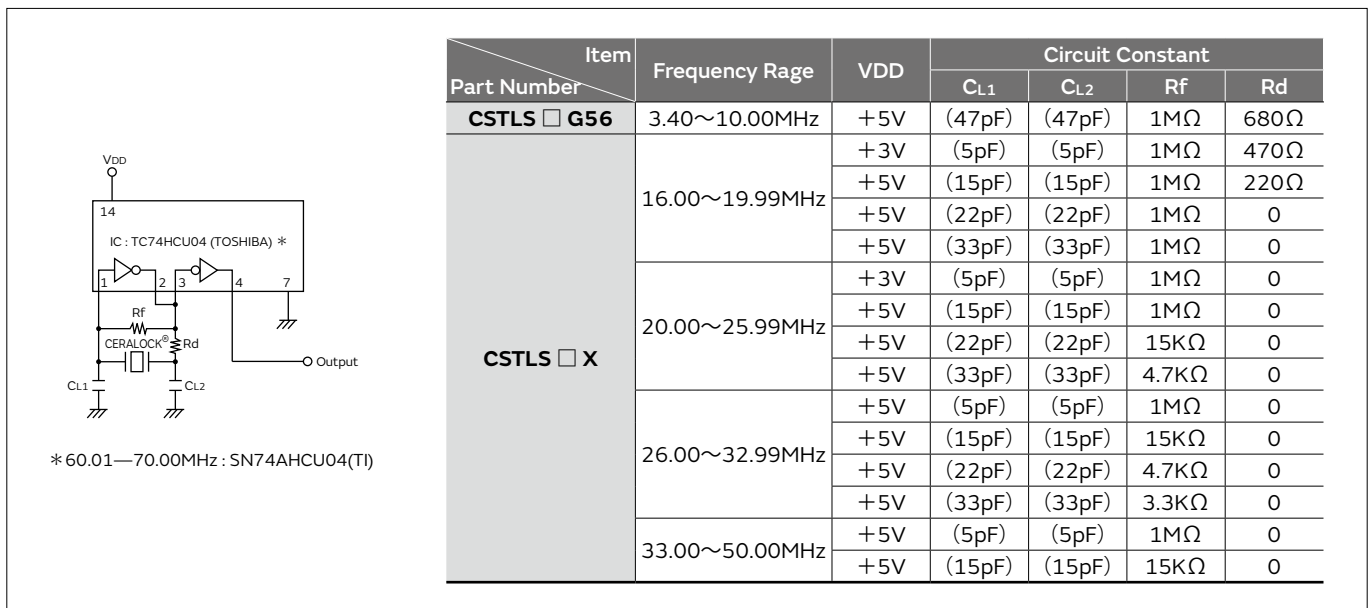 Item
Part Number
Frequency Rage
VDD
Circuit Constant
CL1 CL2 Rf Rd
CSTLS □ G56 3.40～10.00MHz ＋5V （47pF） （47pF） 1MΩ 680Ω
CSTLS □ X
16.00～19.99MHz
＋3V （5pF） （5pF） 1MΩ 470Ω
＋5V （15pF） （15pF） 1MΩ 220Ω
＋5V （22pF） （22pF） 1MΩ 0
＋5V （33pF） （33pF） 1MΩ 0
20.00～25.99MHz
＋3V （5pF） （5pF） 1MΩ 0
＋5V （15pF） （15pF） 1MΩ 0
＋5V （22pF） （22pF） 15KΩ 0
＋5V （33pF） （33pF） 4.7KΩ 0
26.00～32.99MHz
＋5V （5pF） （5pF） 1MΩ 0
＋5V （15pF） （15pF） 15KΩ 0
＋5V （22pF） （22pF） 4.7KΩ 0
＋5V （33pF） （33pF） 3.3KΩ 0
33.00～50.00MHz
＋5V （5pF） （5pF） 1MΩ 0
＋5V （15pF） （15pF） 15KΩ 0
VDD
14
IC : TC74HCU04 (TOSHIBA) ＊
1 2 3 4 7
Rf
CERALOCK® Rd
Output
CL1 CL2
＊60.01—70.00MHz : SN74AHCU04(TI)